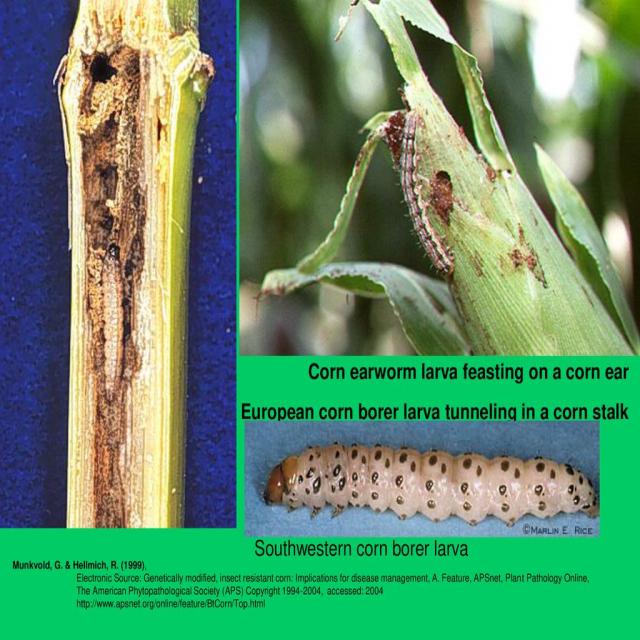 Corn earworm larva feasting on a corn ear
European corn borer larva tunneling in a corn stalk
©MARLIN E. RICE
Southwestern corn borer larva
Munkvold, G. & Hellmich, R. (1999).
Electronic Source: Genetically modified, insect resistant corn: Implications for disease management, A. Feature, APSnet, Plant Pathology Online,
The American Phytopathological Society (APS) Copyright 1994-2004, accessed: 2004
http://www.apsnet.org/online/feature/BtCorn/Top.html